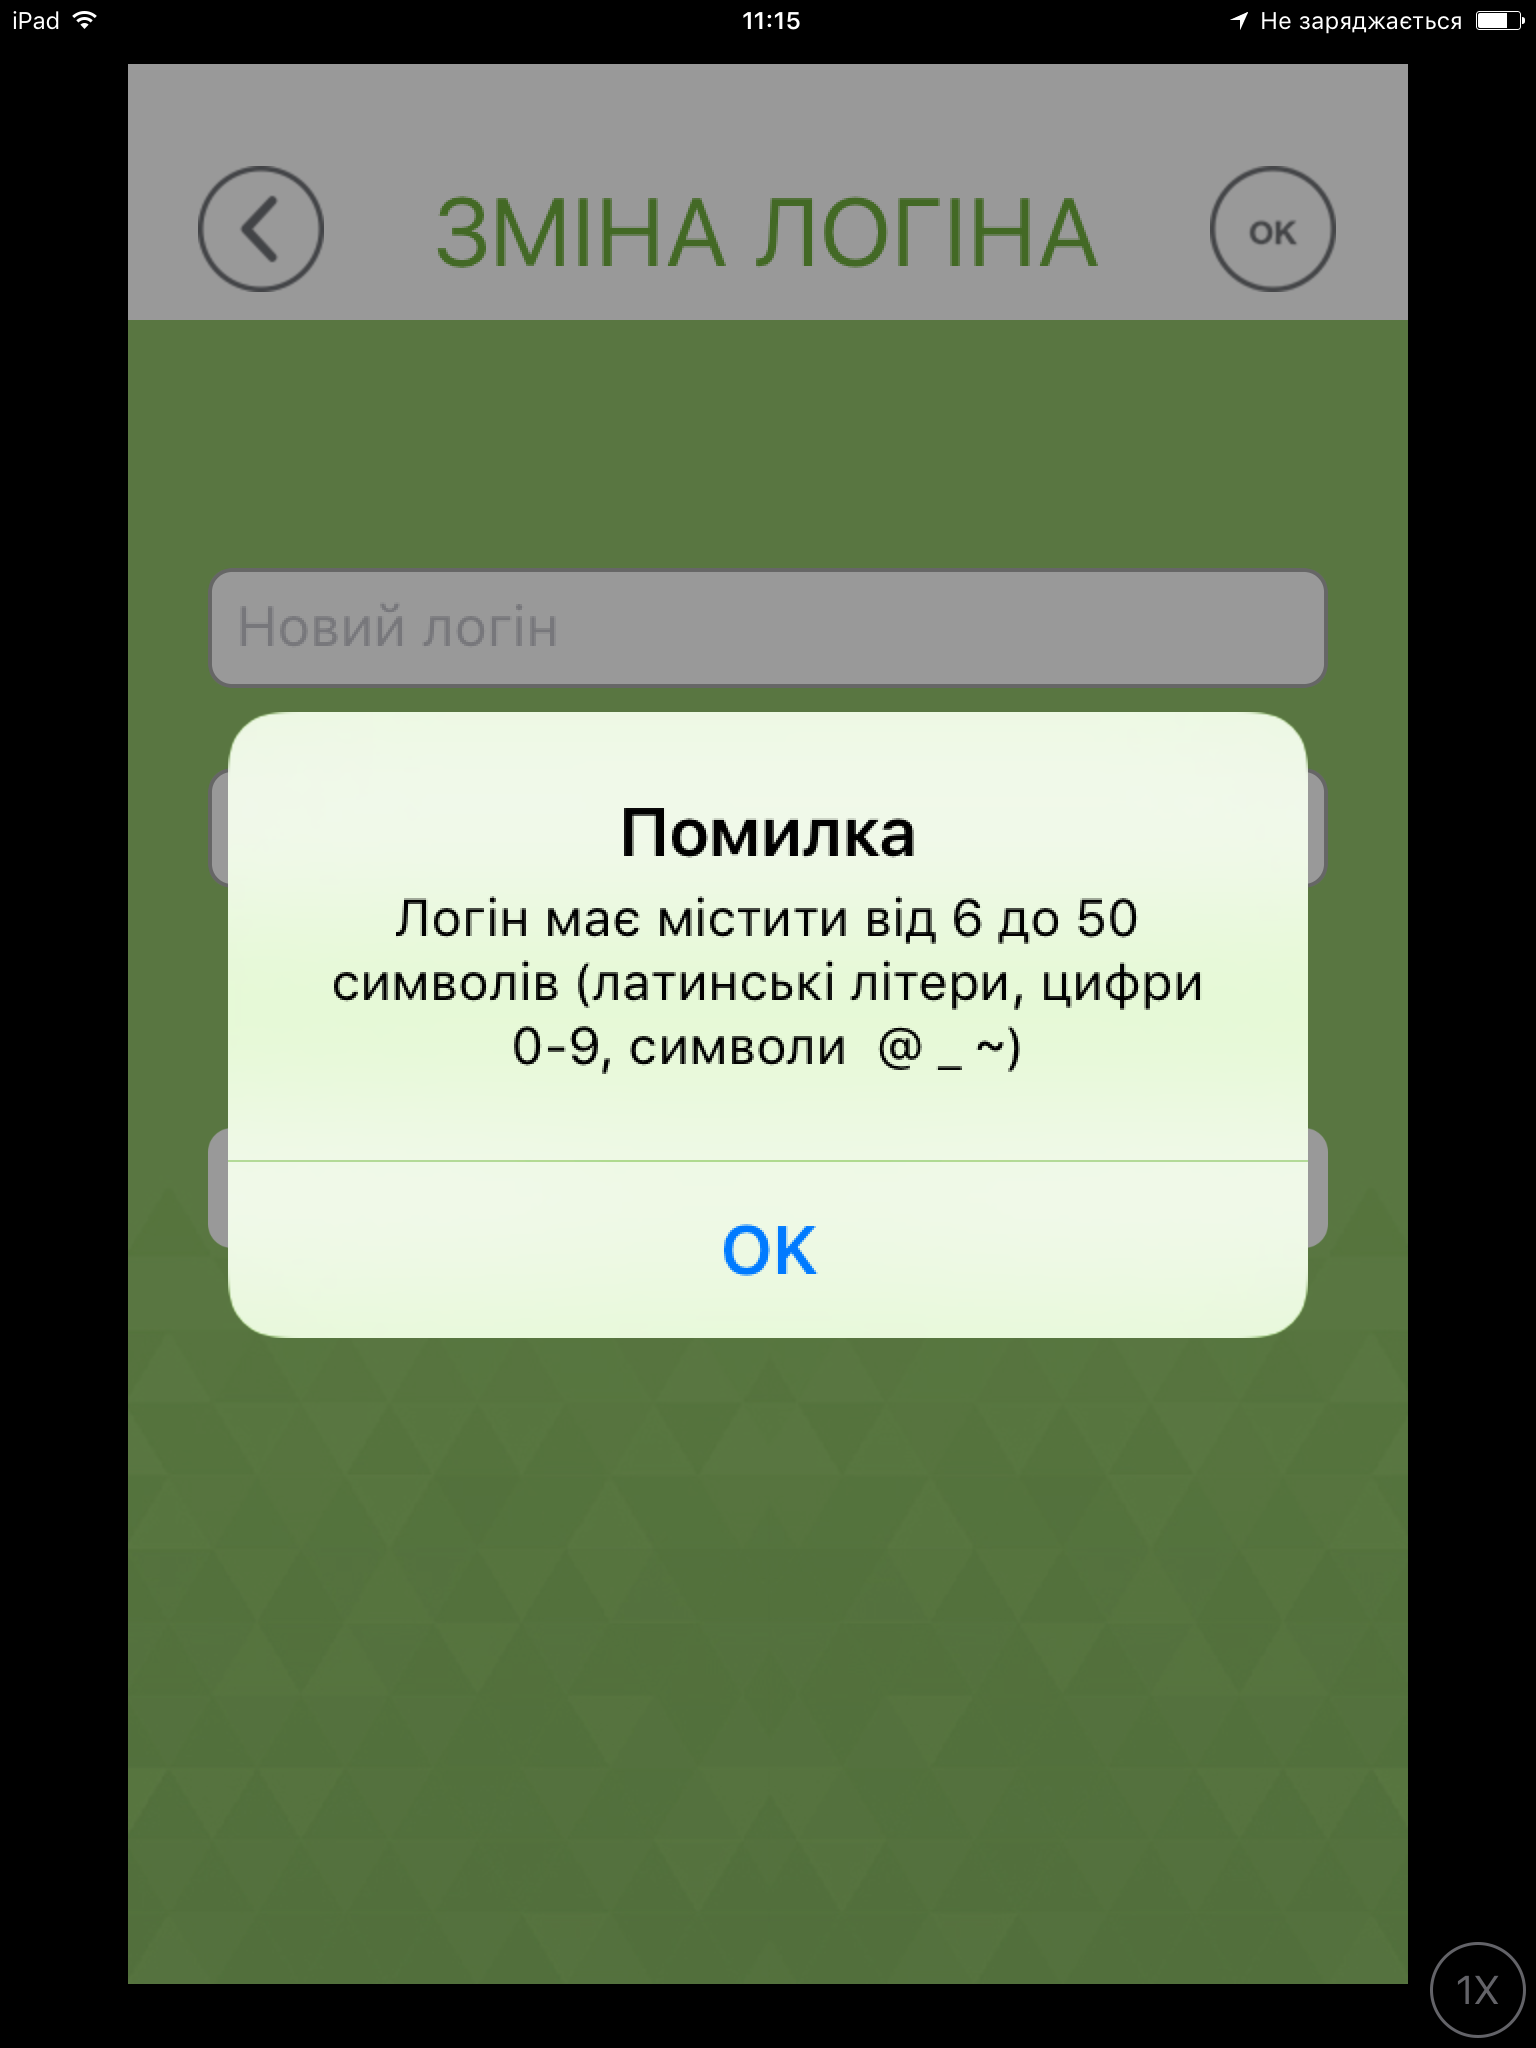 iPad 11:15 Не заряджається
ЗМІНА ЛОГІНА ОК
Новий логін
Помилка
Логін має містити від 6 до 50
символів (латинські літери, цифри
0-9, символи  @ _ ~)
OK
1X